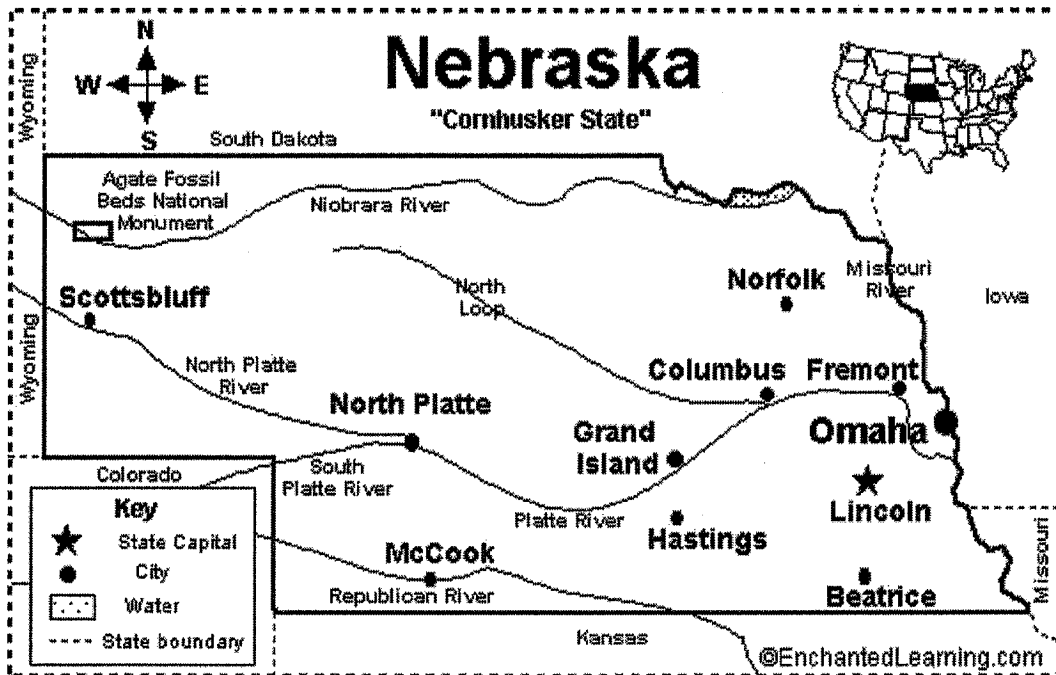 Nebraska
"Cornhusker State"
N
W
E
S
Wyoming
South Dakota
Agate Fossil
Beds National
Monument
Niobrara River
Missouri
River
Iowa
Norfolk
North
Loop
Scottsbluff
Wyoming
North Platte
River
Columbus
Fremont
North Platte
Omaha
Grand
Island
South
Platte River
Colorado
Lincoln
Platte River
Hastings
Missouri
McCook
Republican River
Beatrice
Kansas
Key
State Capital
City
Water
State boundary
©EnchantedLearning.com